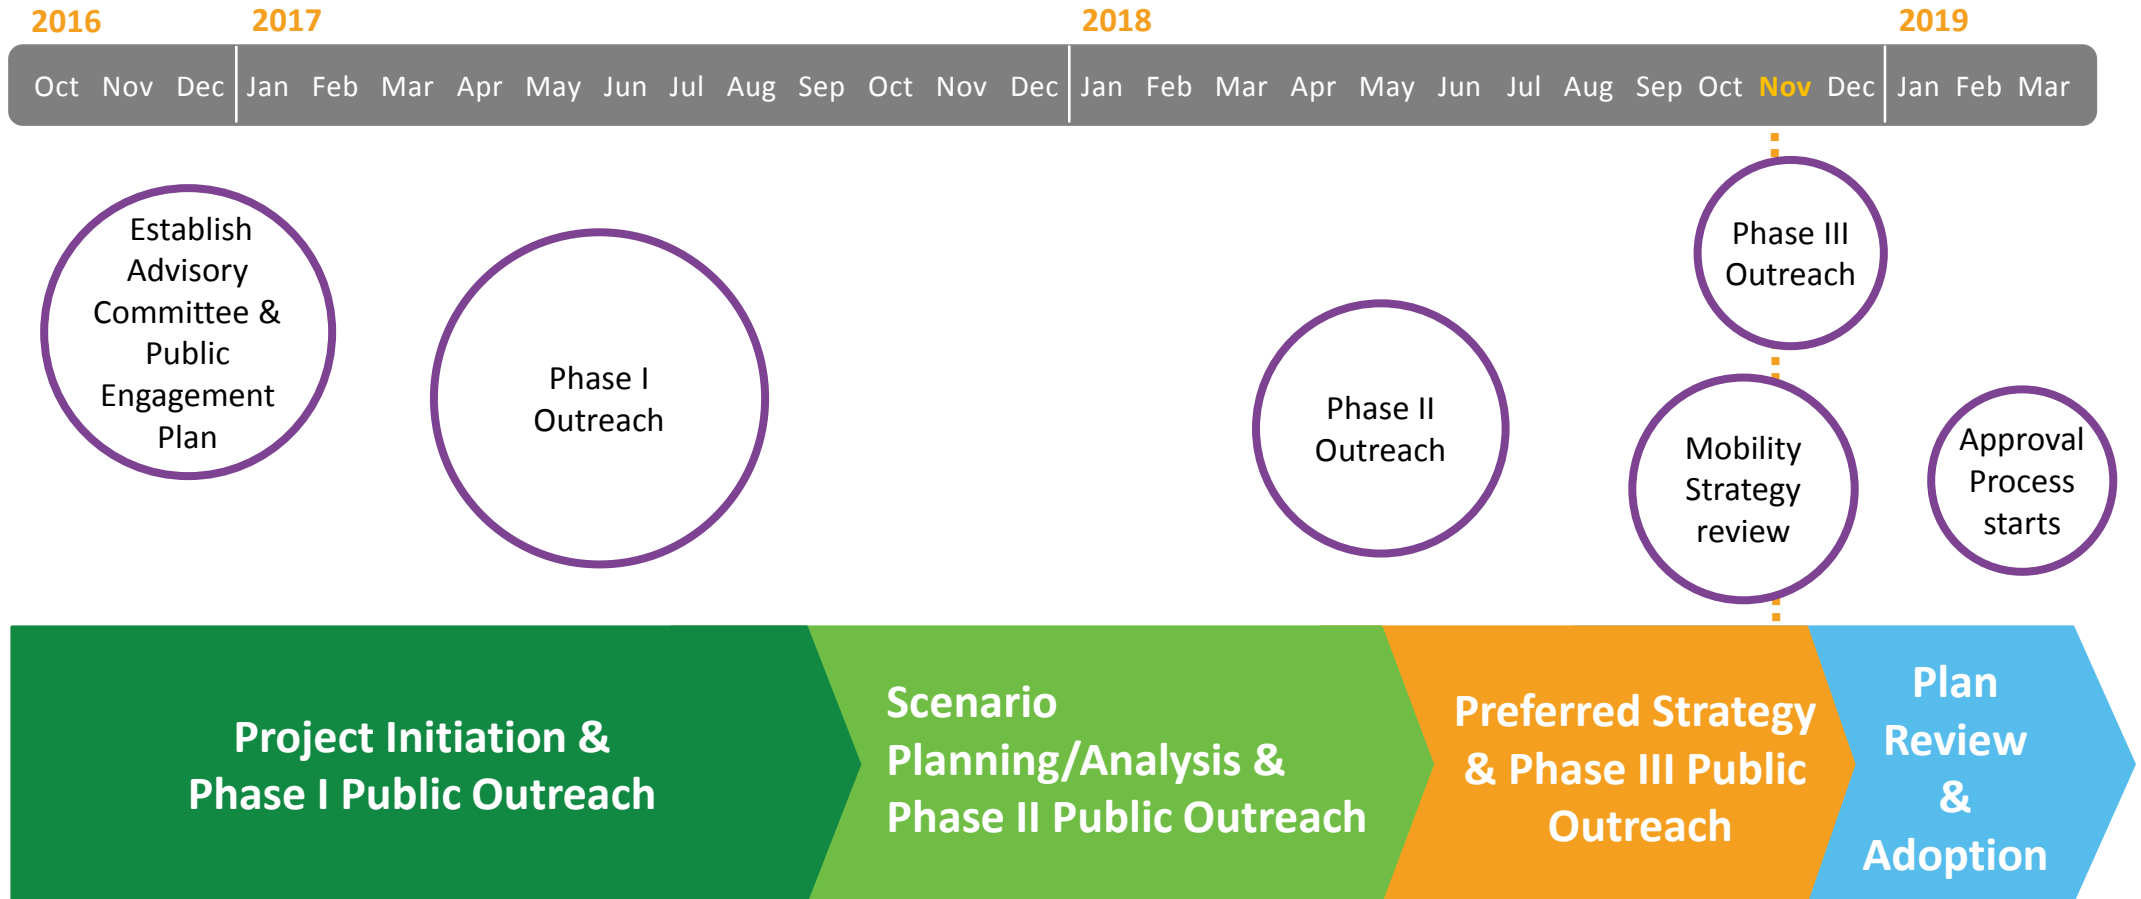 2016 2017 2018 2019
Oct Nov Dec Jan Feb Mar Apr May Jun Jul Aug Sep Oct Nov Dec Jan Feb Mar Apr May Jun Jul Aug Sep Oct Nov Dec Jan Feb Mar
Establish
Advisory
Committee &
Public
Engagement
Plan
Phase I
Outreach
Phase II
Outreach
Phase III
Outreach
Mobility
Strategy
review
Approval
Process
starts
Project Initiation &
Phase I Public Outreach
Scenario
Planning/Analysis &
Phase II Public Outreach
Preferred Strategy
& Phase III Public
Outreach
Plan
Review
&
Adoption